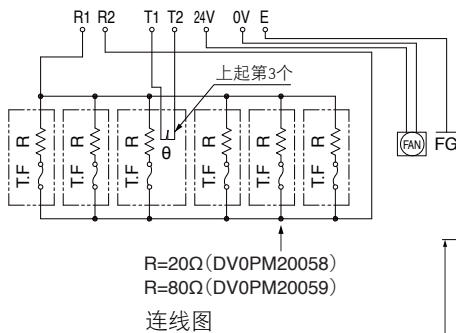 R1 R2 T1 T2 24V 0V E
上起第3个
R R R θ R R R
T.F T.F T.F T.F T.F T.F
FAN FG
R=20Ω(DV0PM20058)
R=80Ω(DV0PM20059)
连线图